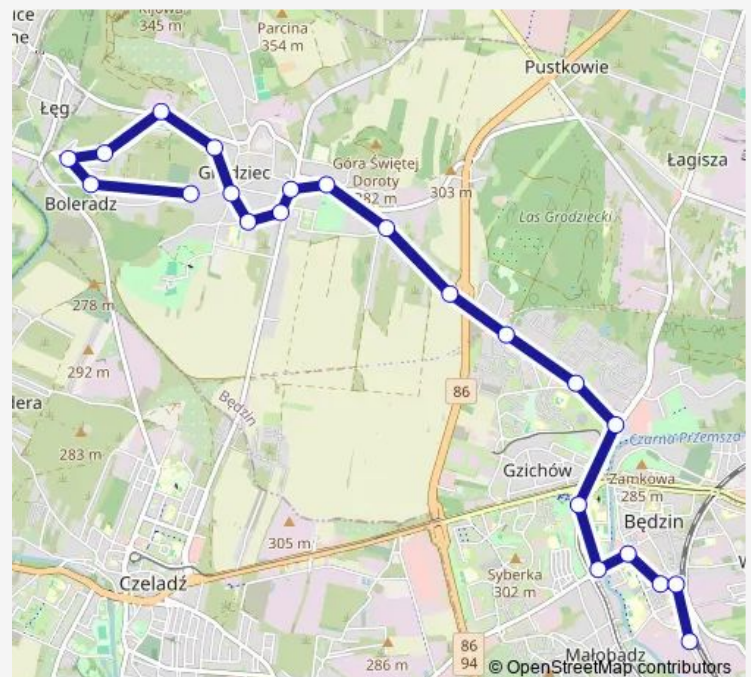 345 m
Parcina
354 m
Pustkowie
Łęg
Grodziec
Góra Świętej
Doroty
382 m
303 m
Łagisza
Boleradz
Las Grodziecki
278 m
292 m
86
Będzin
283 m
Czarna Przemsza
Gzichów
Zamkowa
285 m
305 m
Będzin
Czeladź
Syberka
302 m
86
94
286 m
Małobądz
© OpenStreetMap contributors